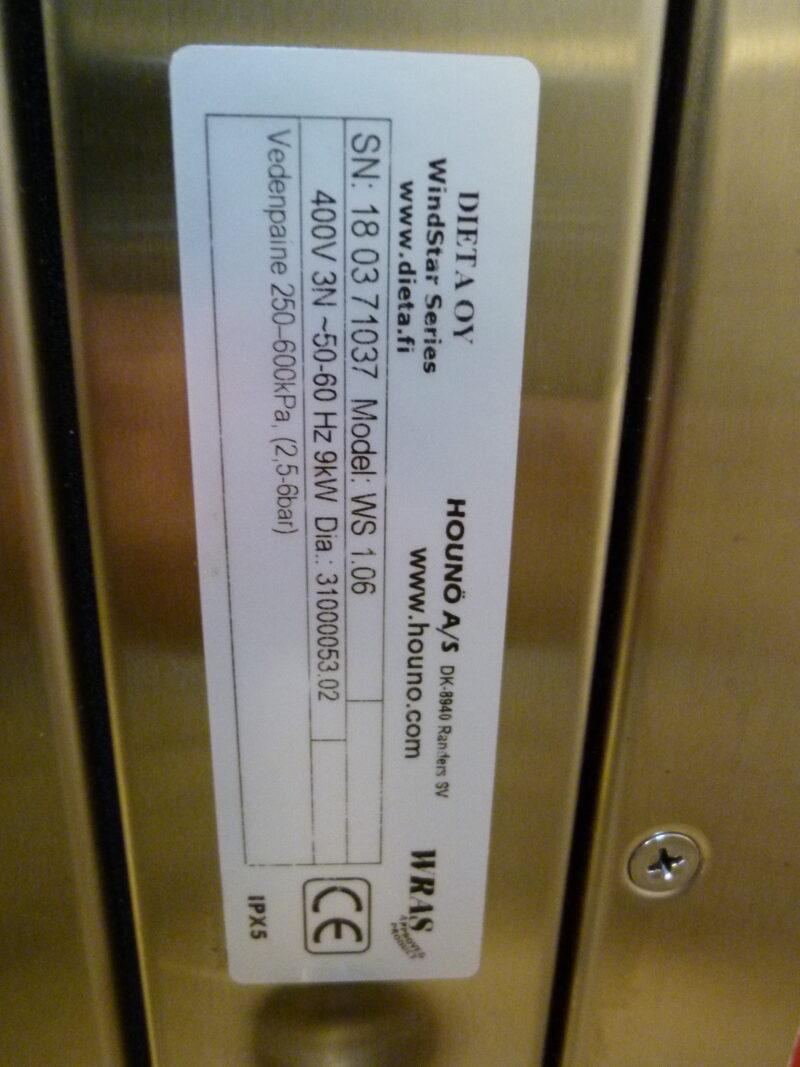 DIETA OY
WindStar Series
www.dieta.fi
HOUNÖ A/S DK-8940 Randers SV
www.houno.com
WRAS
APPROVED
PRODUCT
SN: 18 03 71037 Model: WS 1.06
400V 3N ~50-60 Hz 9kW Dia.: 31000053.02
Vedenpaine 250-600kPa, (2,5-6bar)
CE
IPX5